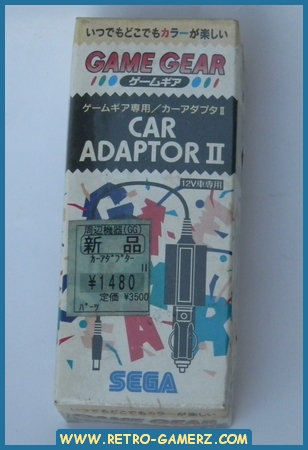 いつでもどこでもカラーが楽しい
GAME GEAR
ゲームギア
ゲームギア専用/カーアダプタⅡ
CAR
ADAPTOR II
12V車専用
周辺機器(GG)
新品
カーアダプター
II
¥1480
定価 ¥3500
パーツ
SEGA
WWW.RETRO-GAMERZ.COM